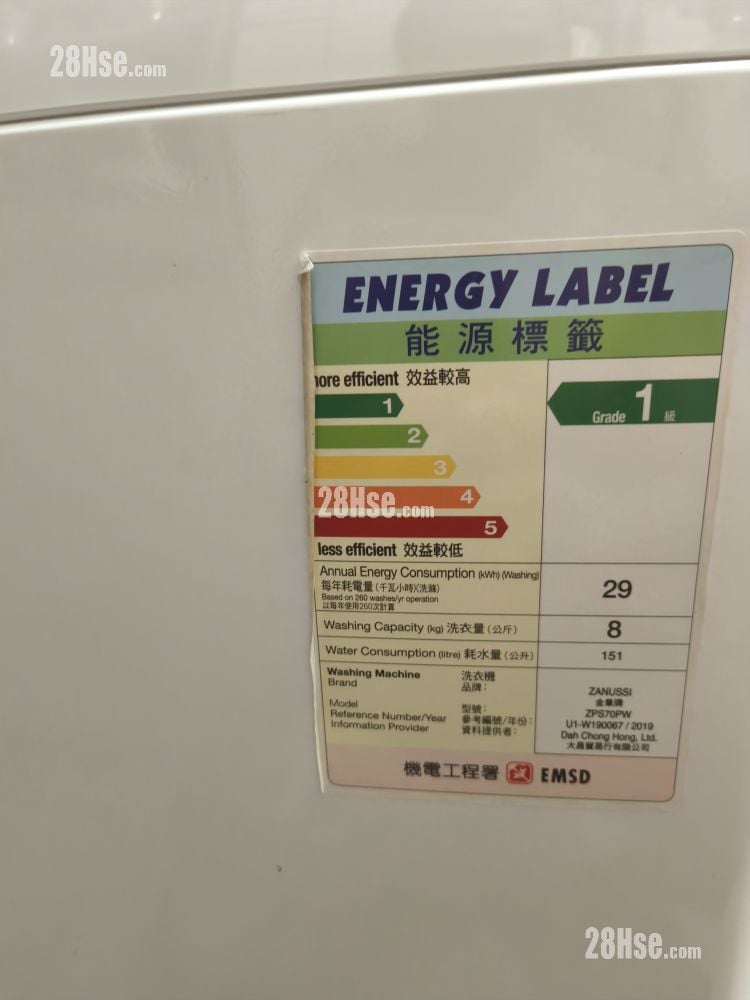 28Hse.com
ENERGY LABEL
能源標籤
more efficient 效益較高
1
2
3
4
5
Grade 1 級
28Hse.com
less efficient 效益較低
Annual Energy Consumption (kWh) (Washing)
每年耗電量 (千瓦小時)(洗滌)
Based on 260 washes/yr operation
以每年使用260次計算
29
Washing Capacity (kg) 洗衣量 (公斤)
8
Water Consumption (litre) 耗水量 (公升)
151
Washing Machine 洗衣機
Brand 品牌:
ZANUSSI
金章牌
Model 型號:
ZPS70PW
Reference Number/Year 參考編號/年份:
U1-W190067 / 2019
Information Provider 資料提供者:
Dah Chong Hong, Ltd.
大昌貿易行有限公司
機電工程署 EMSD
28Hse.com